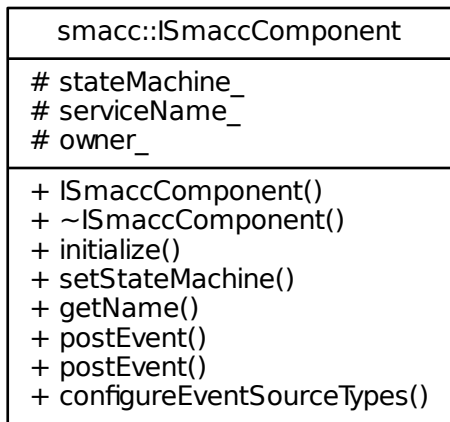 smacc::ISmaccComponent
# stateMachine_
# serviceName_
# owner_
+ ISmaccComponent()
+ ~ISmaccComponent()
+ initialize()
+ setStateMachine()
+ getName()
+ postEvent()
+ postEvent()
+ configureEventSourceTypes()